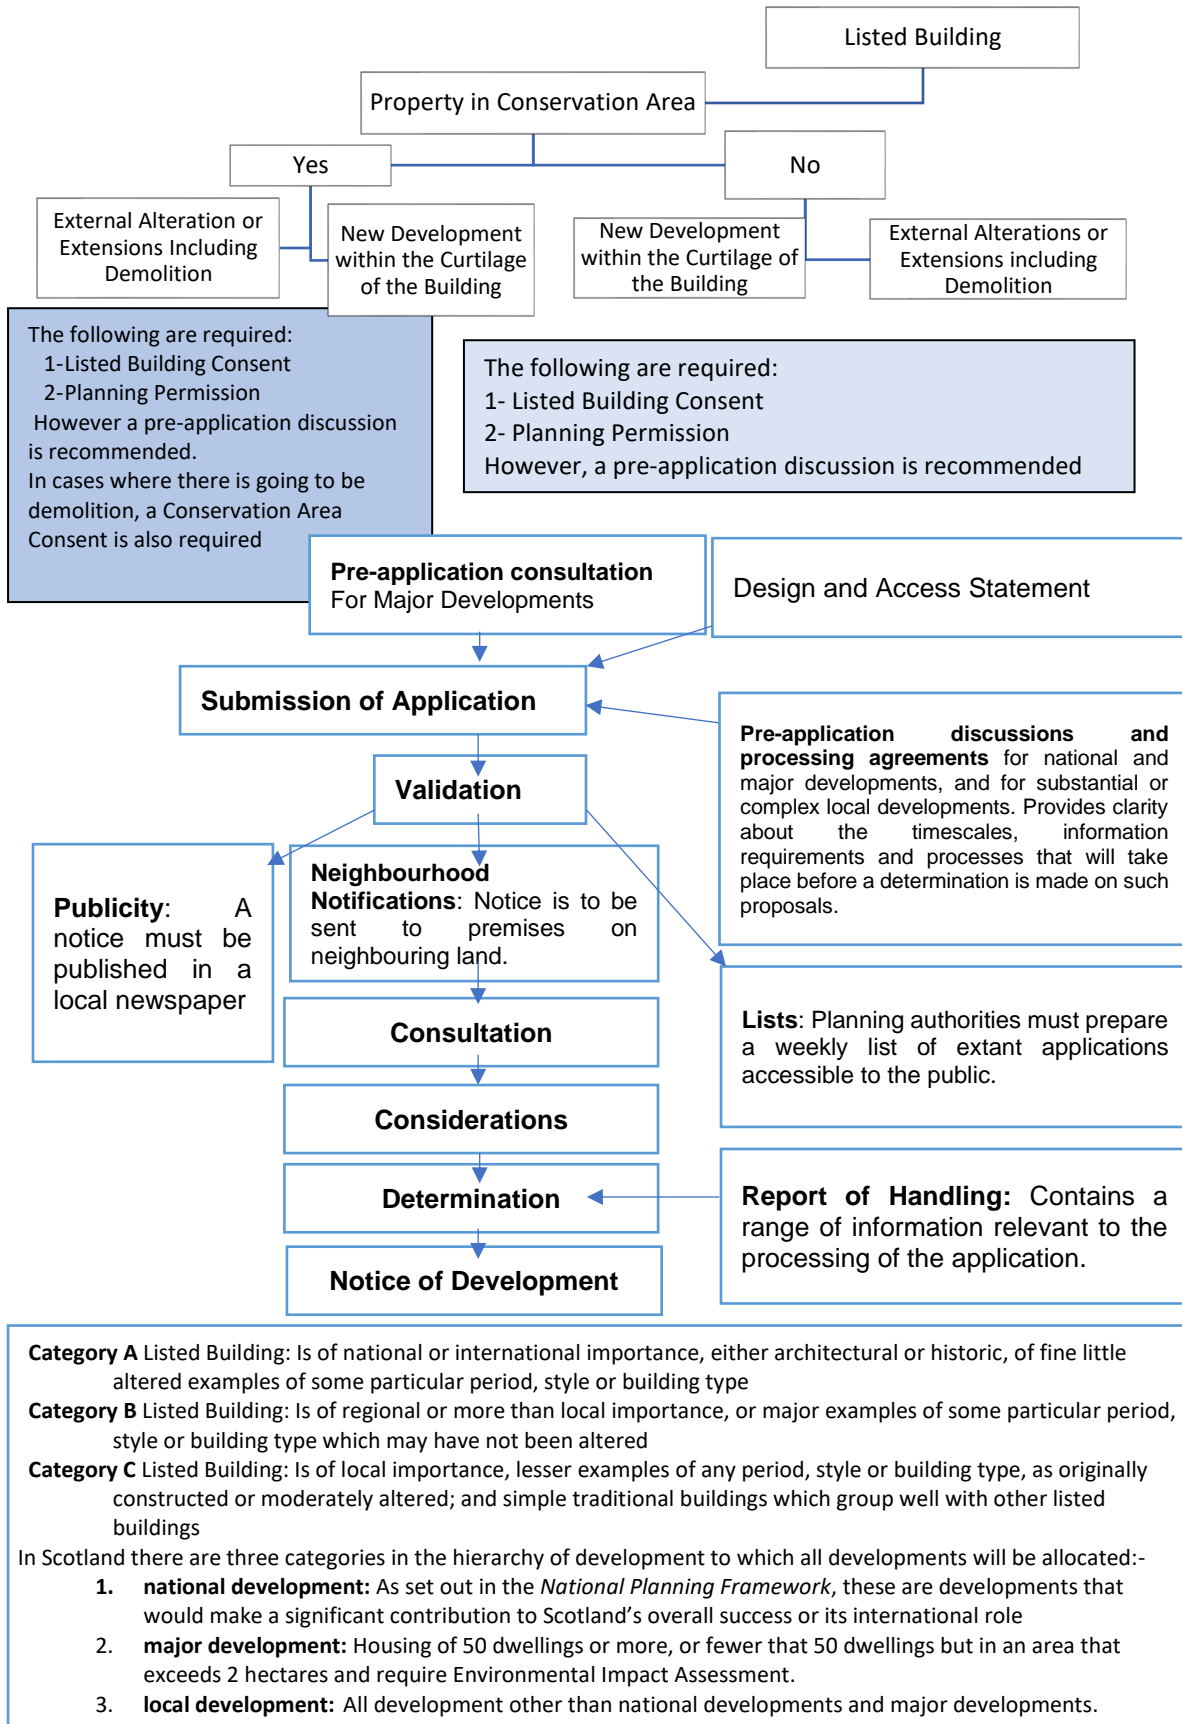 Listed Building
Property in Conservation Area
Yes
No
External Alteration or
Extensions Including
Demolition
New Development
within the Curtilage
of the Building
New Development
within the Curtilage of
the Building
External Alterations or
Extensions including
Demolition
The following are required:
1-Listed Building Consent
2-Planning Permission
However a pre-application discussion
is recommended.
In cases where there is going to be
demolition, a Conservation Area
Consent is also required
The following are required:
1- Listed Building Consent
2- Planning Permission
However, a pre-application discussion is recommended
Pre-application consultation
For Major Developments
Design and Access Statement
Submission of Application
Pre-application discussions and
processing agreements for national and
major developments, and for substantial or
complex local developments. Provides clarity
about the timescales, information
requirements and processes that will take
place before a determination is made on such
proposals.
Validation
Publicity: A
notice must be
published in a
local newspaper
Neighbourhood
Notifications: Notice is to be
sent to premises on
neighbouring land.
Lists: Planning authorities must prepare
a weekly list of extant applications
accessible to the public.
Consultation
Considerations
Determination
Report of Handling: Contains a
range of information relevant to the
processing of the application.
Notice of Development
Category A Listed Building: Is of national or international importance, either architectural or historic, of fine little
altered examples of some particular period, style or building type
Category B Listed Building: Is of regional or more than local importance, or major examples of some particular period,
style or building type which may have not been altered
Category C Listed Building: Is of local importance, lesser examples of any period, style or building type, as originally
constructed or moderately altered; and simple traditional buildings which group well with other listed
buildings
In Scotland there are three categories in the hierarchy of development to which all developments will be allocated:-
1. national development: As set out in the National Planning Framework, these are developments that
would make a significant contribution to Scotland's overall success or its international role
2. major development: Housing of 50 dwellings or more, or fewer that 50 dwellings but in an area that
exceeds 2 hectares and require Environmental Impact Assessment.
3. local development: All development other than national developments and major developments.